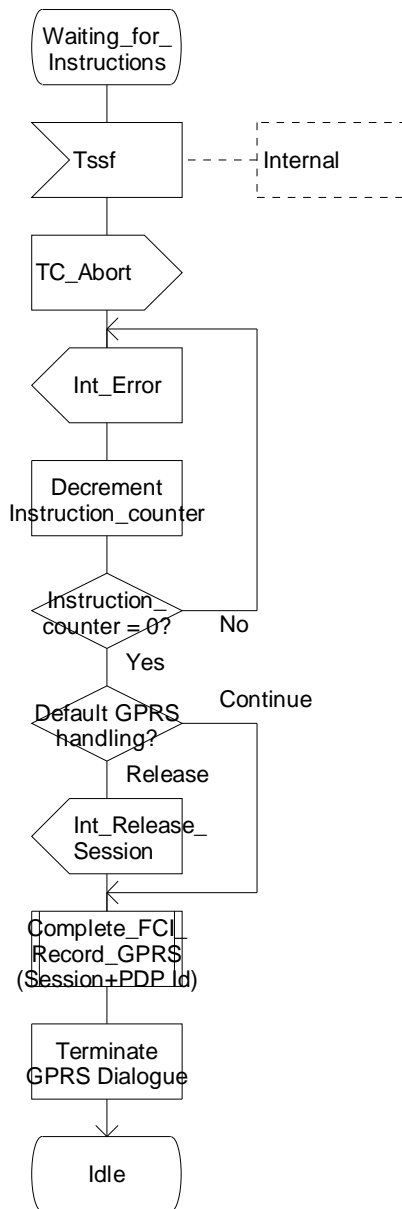 Waiting_for_
Instructions
Tssf
Internal
TC_Abort
Int_Error
Decrement
Instruction_counter
Instruction_
counter = 0?
No
Yes
Default GPRS
handling?
Continue
Release
Int_Release_
Session
Complete_FCI_
Record_GPRS
(Session+PDP Id)
Terminate
GPRS Dialogue
Idle